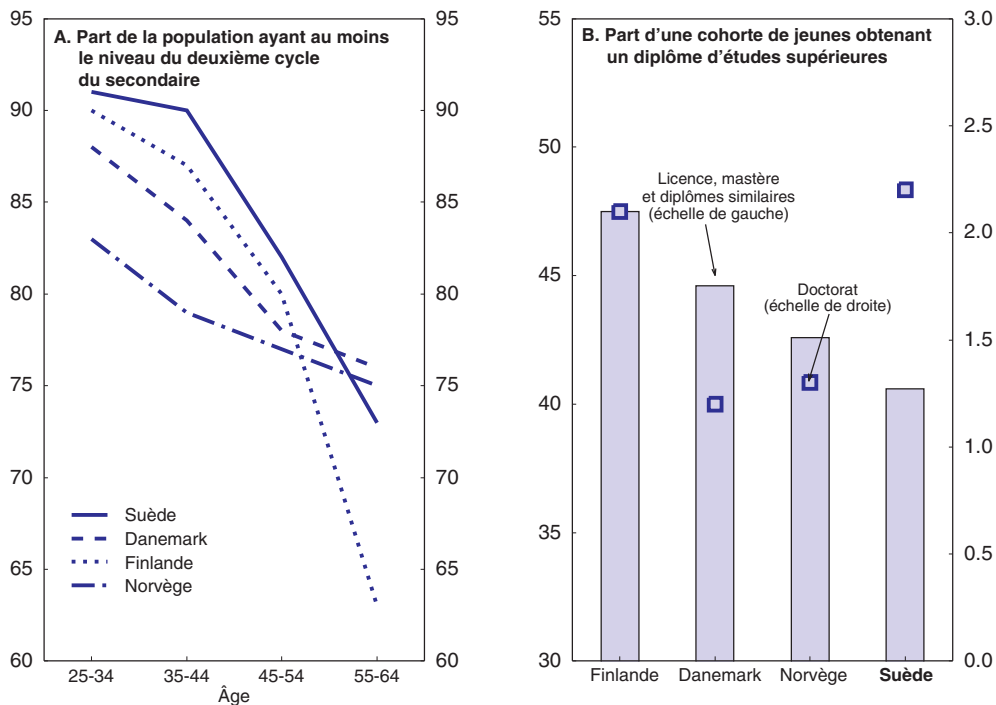 A. Part de la population ayant au moins
le niveau du deuxième cycle
du secondaire
95
90
85
80
75
70
65
60
95
90
85
80
75
70
65
60
Suède
Danemark
Finlande
Norvège
25-34
35-44
45-54
55-64
Âge
B. Part d'une cohorte de jeunes obtenant
un diplôme d'études supérieures
55
50
45
40
35
30
3.0
2.5
2.0
1.5
1.0
0.5
0.0
Licence, mastère
et diplômes similaires
(échelle de gauche)
Doctorat
(échelle de droite)
Finlande
Danemark
Norvège
Suède